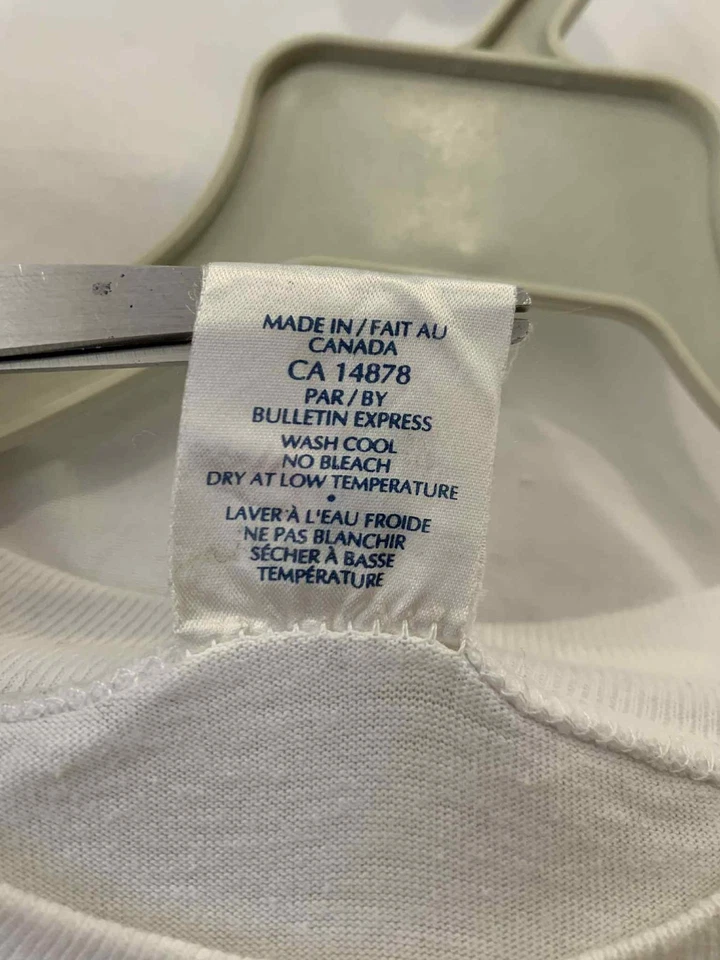 MADE IN / FAIT AU
CANADA
CA 14878
PAR / BY
BULLETIN EXPRESS
WASH COOL
NO BLEACH
DRY AT LOW TEMPERATURE
•
LAVER À L'EAU FROIDE
NE PAS BLANCHIR
SÉCHER À BASSE
TEMPÉRATURE